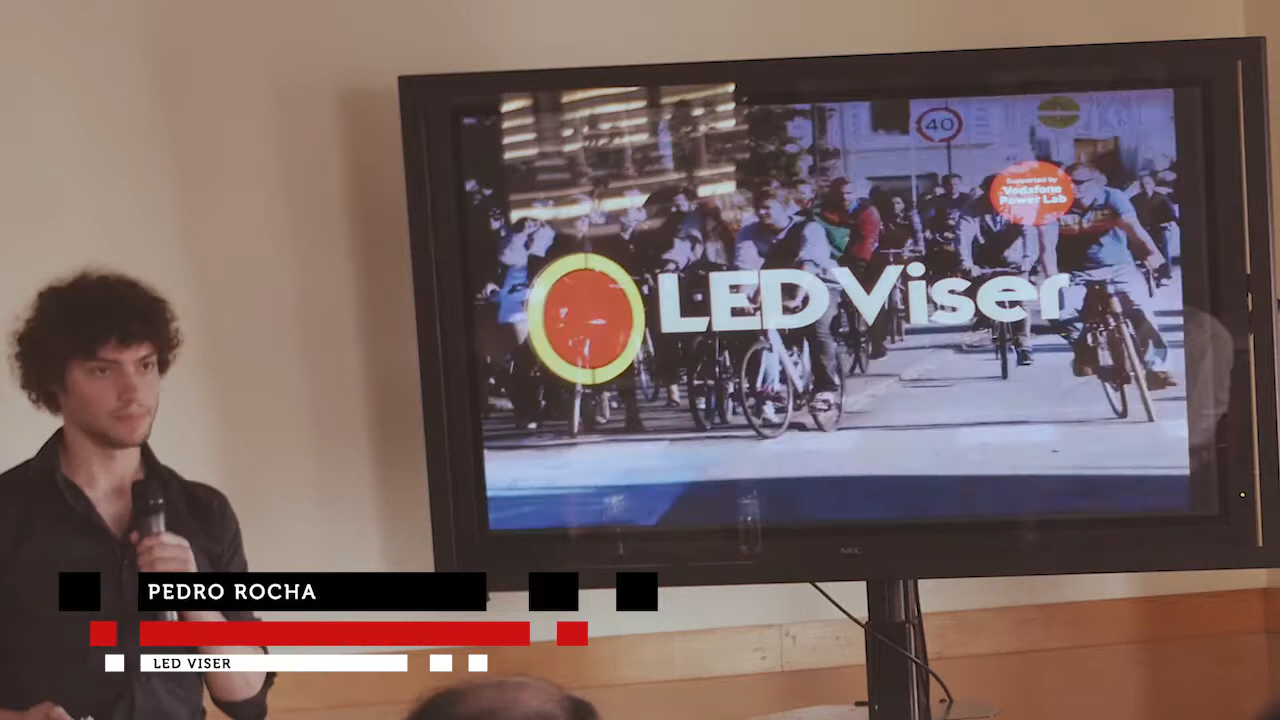 40
Supported by
Vodafone
Power Lab
LEDViser
NEC
PEDRO ROCHA
LED VISER